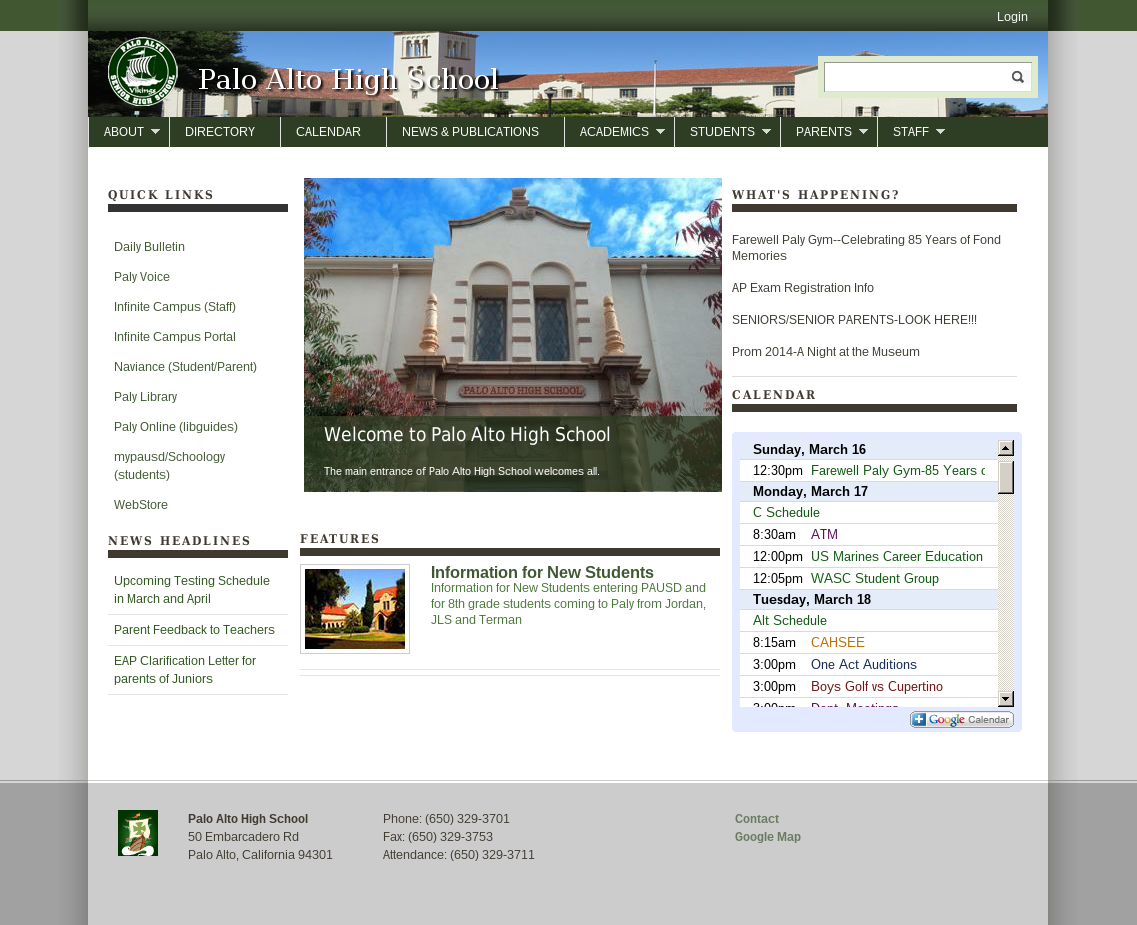 Login
PALO ALTO
Vikings
SENIOR HIGH SCHOOL
Palo Alto High School
ABOUT DIRECTORY CALENDAR NEWS & PUBLICATIONS ACADEMICS STUDENTS PARENTS STAFF
QUICK LINKS
Daily Bulletin
Paly Voice
Infinite Campus (Staff)
Infinite Campus Portal
Naviance (Student/Parent)
Paly Library
Paly Online (libguides)
mypausd/Schoology
(students)
WebStore
NEWS HEADLINES
Upcoming Testing Schedule
in March and April
Parent Feedback to Teachers
EAP Clarification Letter for
parents of Juniors
PALO ALTO HIGH SCHOOL
Welcome to Palo Alto High School
The main entrance of Palo Alto High School welcomes all.
FEATURES
Information for New Students
Information for New Students entering PAUSD and
for 8th grade students coming to Paly from Jordan,
JLS and Terman
WHAT'S HAPPENING?
Farewell Paly Gym--Celebrating 85 Years of Fond
Memories
AP Exam Registration Info
SENIORS/SENIOR PARENTS-LOOK HERE!!!
Prom 2014-A Night at the Museum
CALENDAR
Sunday, March 16
12:30pm Farewell Paly Gym-85 Years
Monday, March 17
C Schedule
8:30am ATM
12:00pm US Marines Career Education
12:05pm WASC Student Group
Tuesday, March 18
Alt Schedule
8:15am CAHSEE
3:00pm One Act Auditions
3:00pm Boys Golf vs Cupertino
Google Calendar
Palo Alto High School
50 Embarcadero Rd
Palo Alto, California 94301
Phone: (650) 329-3701
Fax: (650) 329-3753
Attendance: (650) 329-3711
Contact
Google Map